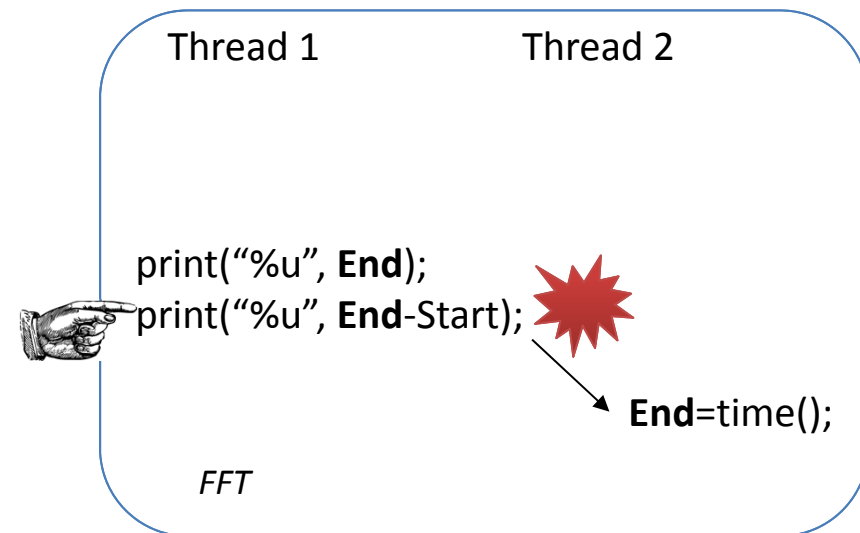 Thread 1 Thread 2
print(“%u”, End);
print(“%u”, End-Start);
End=time();
FFT